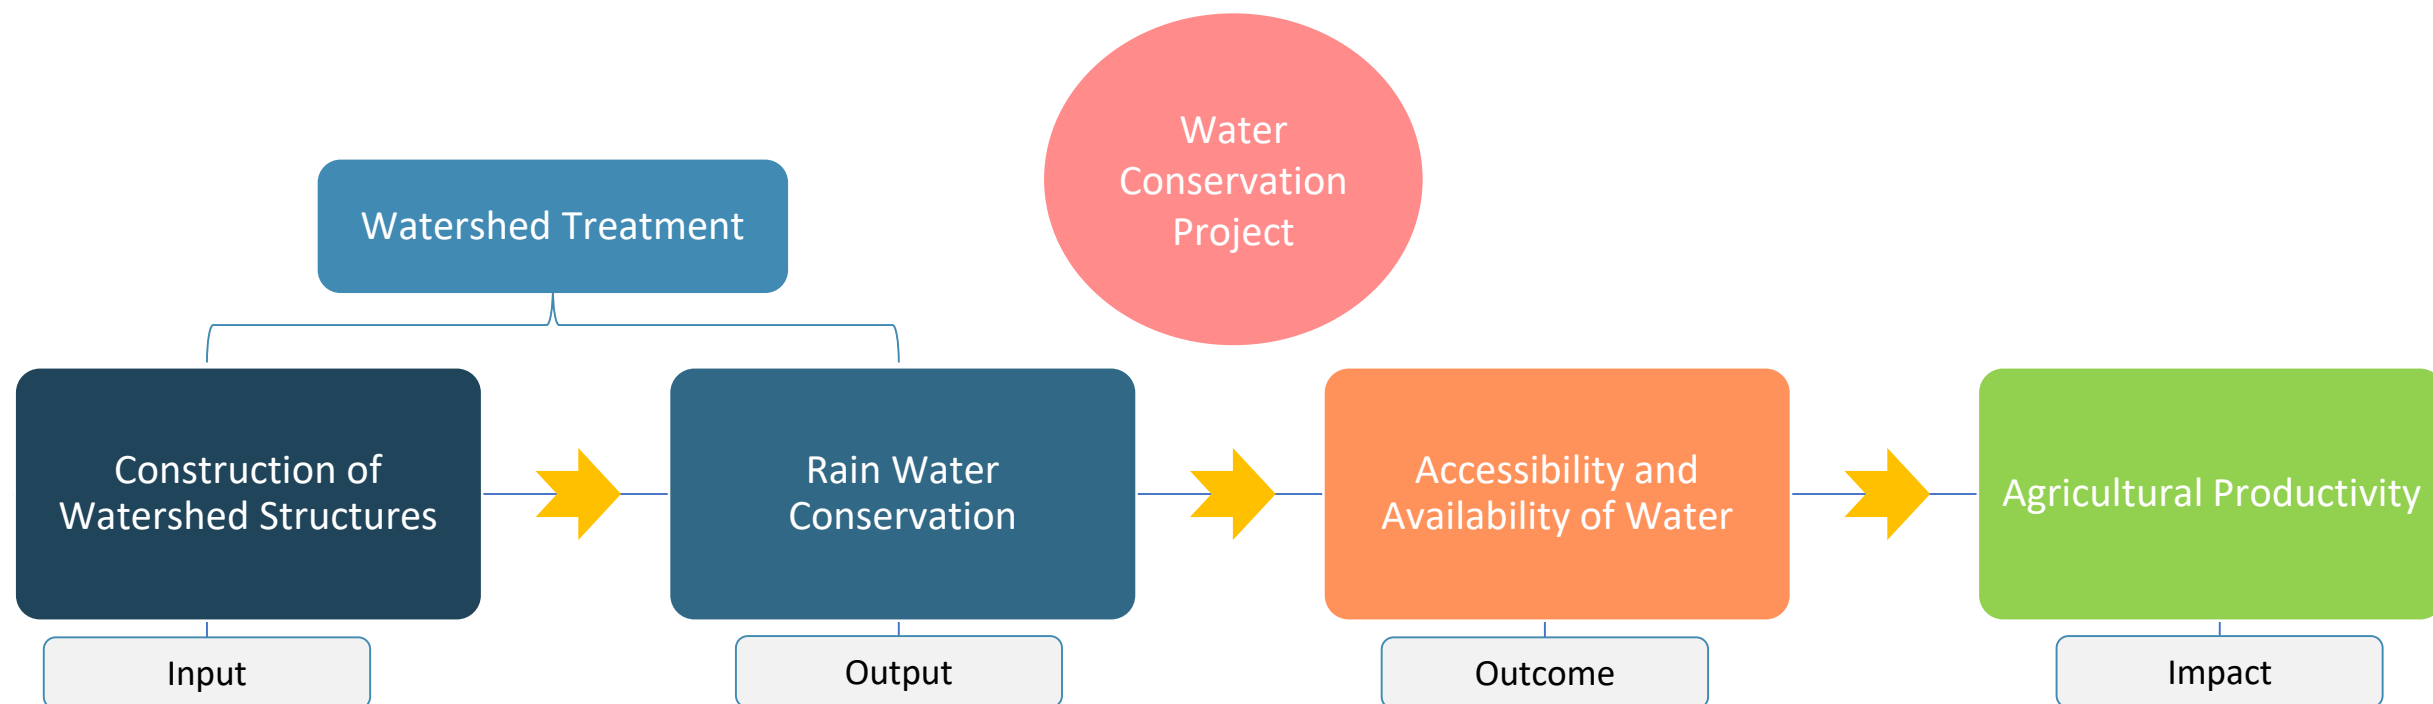 Water
Conservation
Project
Watershed Treatment
Construction of
Watershed Structures
Rain Water
Conservation
Accessibility and
Availability of Water
Agricultural Productivity
Input
Output
Outcome
Impact